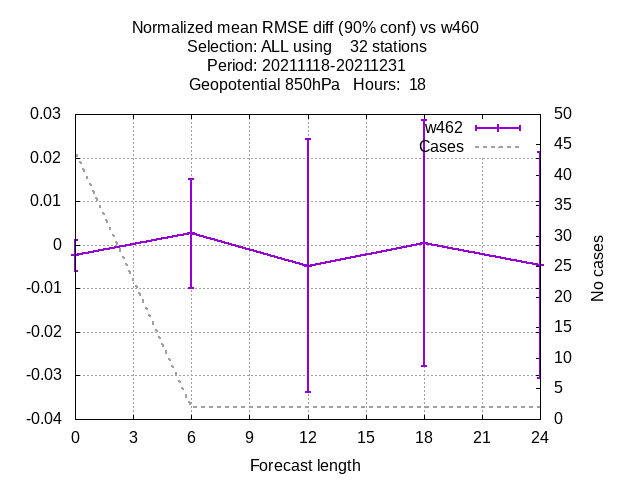 Normalized mean RMSE diff (90% conf) vs w460
Selection: ALL using    32 stations
Period: 20211118-20211231
Geopotential 850hPa   Hours:  18
w462
Cases
0.03
0.02
0.01
0
-0.01
-0.02
-0.03
-0.04
50
45
40
35
30
25
20
15
10
5
0
No cases
0 3 6 9 12 15 18 21 24
Forecast length